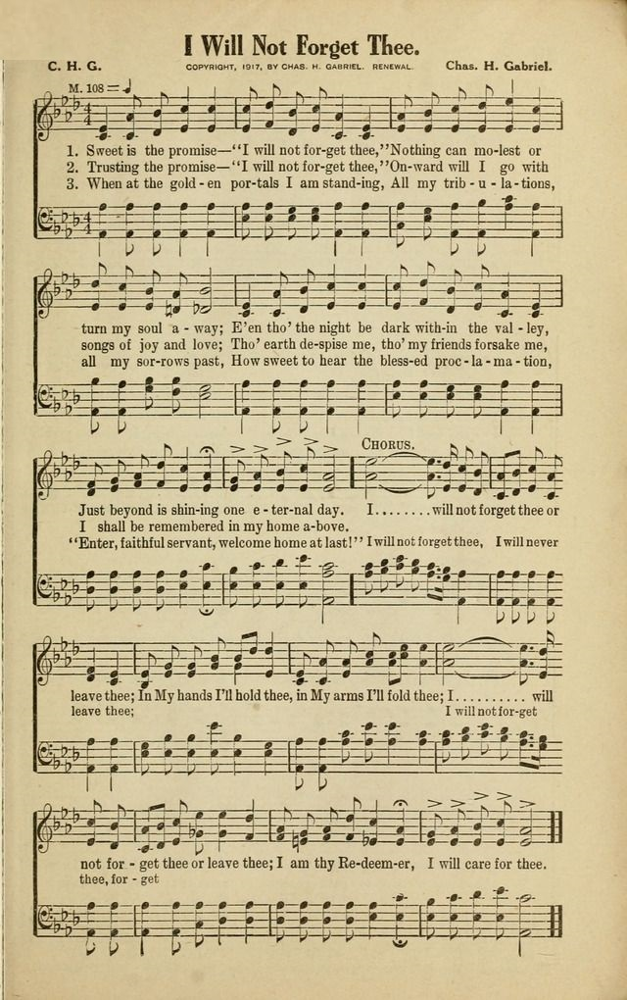 I Will Not Forget Thee.
C. H. G.
COPYRIGHT, 1917, BY CHAS. H. GABRIEL. RENEWAL.
Chas. H. Gabriel.
M. 108 =
1. Sweet is the promise—"I will not for-get thee,"Nothing can mo-lest or
2. Trusting the promise—"I will not for-get thee,"On-ward will I go with
3. When at the gold-en por-tals I am stand-ing, All my trib-u-la-tions,
turn my soul a-way; E'en tho' the night be dark with-in the val-ley,
songs of joy and love; Tho' earth de-spise me, tho' my friends forsake me,
all my sor-rows past, How sweet to hear the bless-ed proc-la-ma-tion,
CHORUS.
Just beyond is shin-ing one e-ter-nal day. I........will not forget thee or
I shall be remembered in my home a-bove.
"Enter, faithful servant, welcome home at last!" I will not forget thee, I will never
leave thee; In My hands I'll hold thee, in My arms I'll fold thee; I.......... will
leave thee; I will not for-get
not for-get thee or leave thee; I am thy Re-deem-er, I will care for thee.
thee, for-get